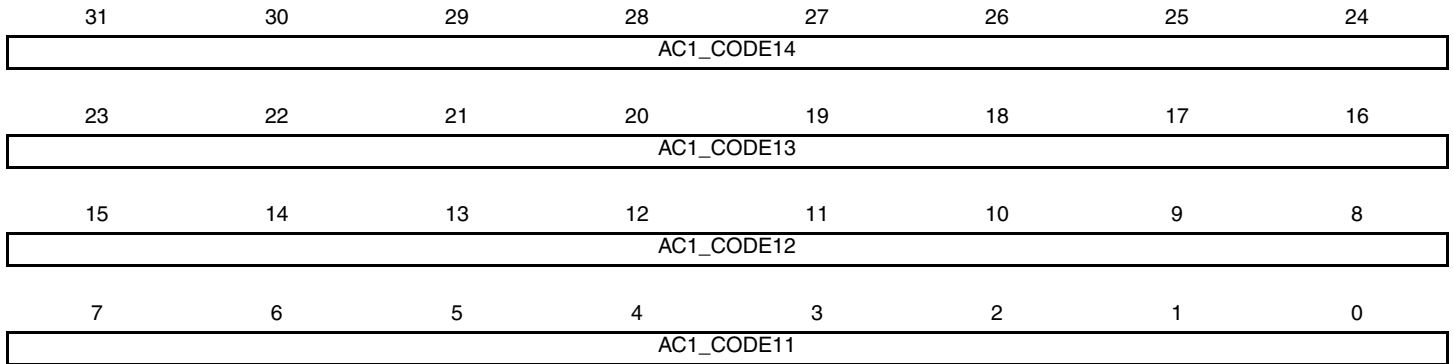 31 30 29 28 27 26 25 24
AC1_CODE14
23 22 21 20 19 18 17 16
AC1_CODE13
15 14 13 12 11 10 9 8
AC1_CODE12
7 6 5 4 3 2 1 0
AC1_CODE11